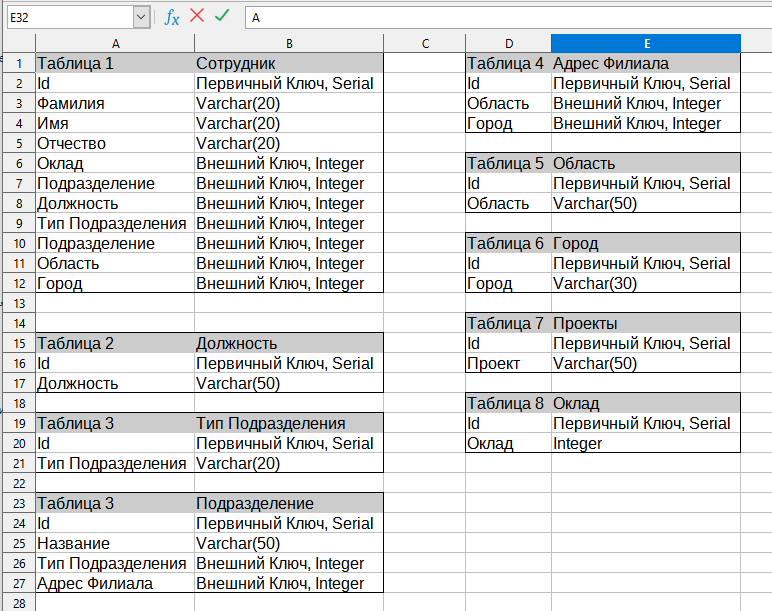 E32 fx A
A B C D E
1 Таблица 1 Сотрудник Таблица 4 Адрес Филиала
2 Id Первичный Ключ, Serial Id Первичный Ключ, Serial
3 Фамилия Varchar(20) Область Внешний Ключ, Integer
4 Имя Varchar(20) Город Внешний Ключ, Integer
5 Отчество Varchar(20)
6 Оклад Внешний Ключ, Integer Таблица 5 Область
7 Подразделение Внешний Ключ, Integer Id Первичный Ключ, Serial
8 Должность Внешний Ключ, Integer Область Varchar(50)
9 Тип Подразделения Внешний Ключ, Integer
10 Подразделение Внешний Ключ, Integer Таблица 6 Город
11 Область Внешний Ключ, Integer Id Первичный Ключ, Serial
12 Город Внешний Ключ, Integer Город Varchar(30)
13
14 Таблица 7 Проекты
15 Таблица 2 Должность Id Первичный Ключ, Serial
16 Id Первичный Ключ, Serial Проект Varchar(50)
17 Должность Varchar(50)
18 Таблица 8 Оклад
19 Таблица 3 Тип Подразделения Id Первичный Ключ, Serial
20 Id Первичный Ключ, Serial Оклад Integer
21 Тип Подразделения Varchar(20)
22
23 Таблица 3 Подразделение
24 Id Первичный Ключ, Serial
25 Название Varchar(50)
26 Тип Подразделения Внешний Ключ, Integer
27 Адрес Филиала Внешний Ключ, Integer
28